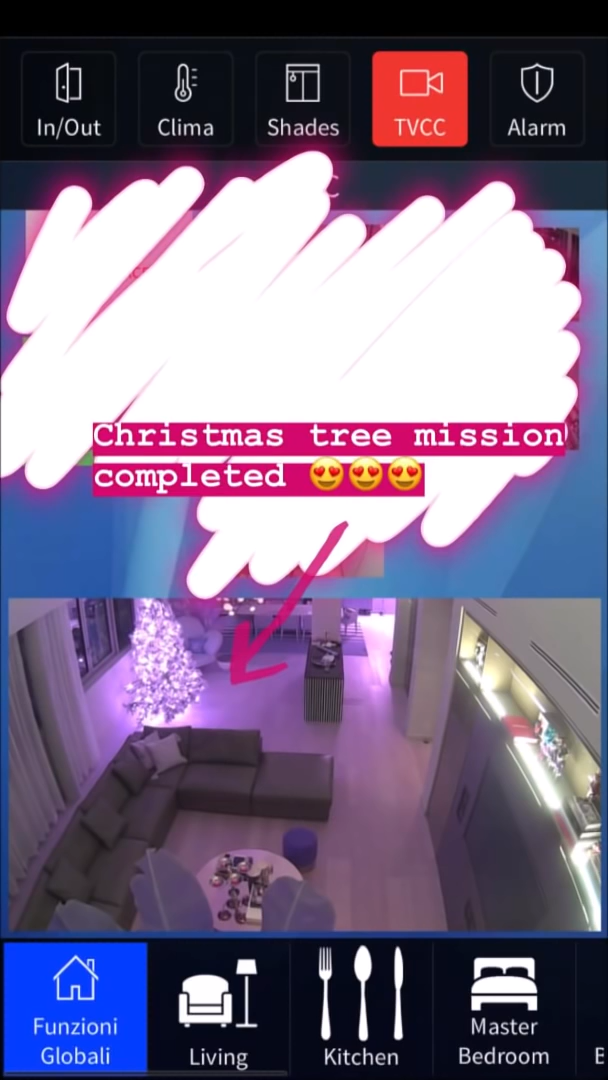 In/Out
Clima
Shades
TVCC
Alarm
Christmas tree mission
completed 😍😍😍
Funzioni
Globali
Living
Kitchen
Master
Bedroom